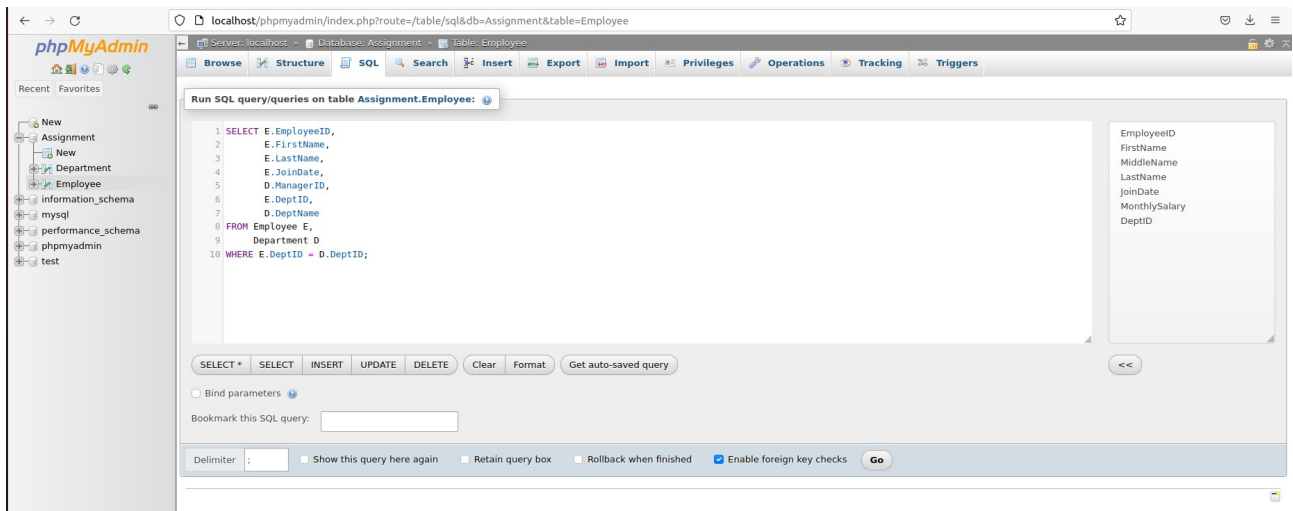 localhost/phpmyadmin/index.php?route=/table/sql&db=Assignment&table=Employee
phpMyAdmin
Recent Favorites
New
Assignment
New
Department
Employee
information_schema
mysql
performance_schema
phpmyadmin
test
Server: localhost » Database: Assignment » Table: Employee
Browse Structure SQL Search Insert Export Import Privileges Operations Tracking Triggers
Run SQL query/queries on table Assignment.Employee:
1 SELECT E.EmployeeID,
2 E.FirstName,
3 E.LastName,
4 E.JoinDate,
5 D.ManagerID,
6 E.DeptID,
7 D.DeptName
8 FROM Employee E,
9 Department D
10 WHERE E.DeptID = D.DeptID;
EmployeeID
FirstName
MiddleName
LastName
JoinDate
MonthlySalary
DeptID
SELECT * SELECT INSERT UPDATE DELETE Clear Format Get auto-saved query <<
Bind parameters
Bookmark this SQL query:
Delimiter ; Show this query here again Retain query box Rollback when finished Enable foreign key checks Go